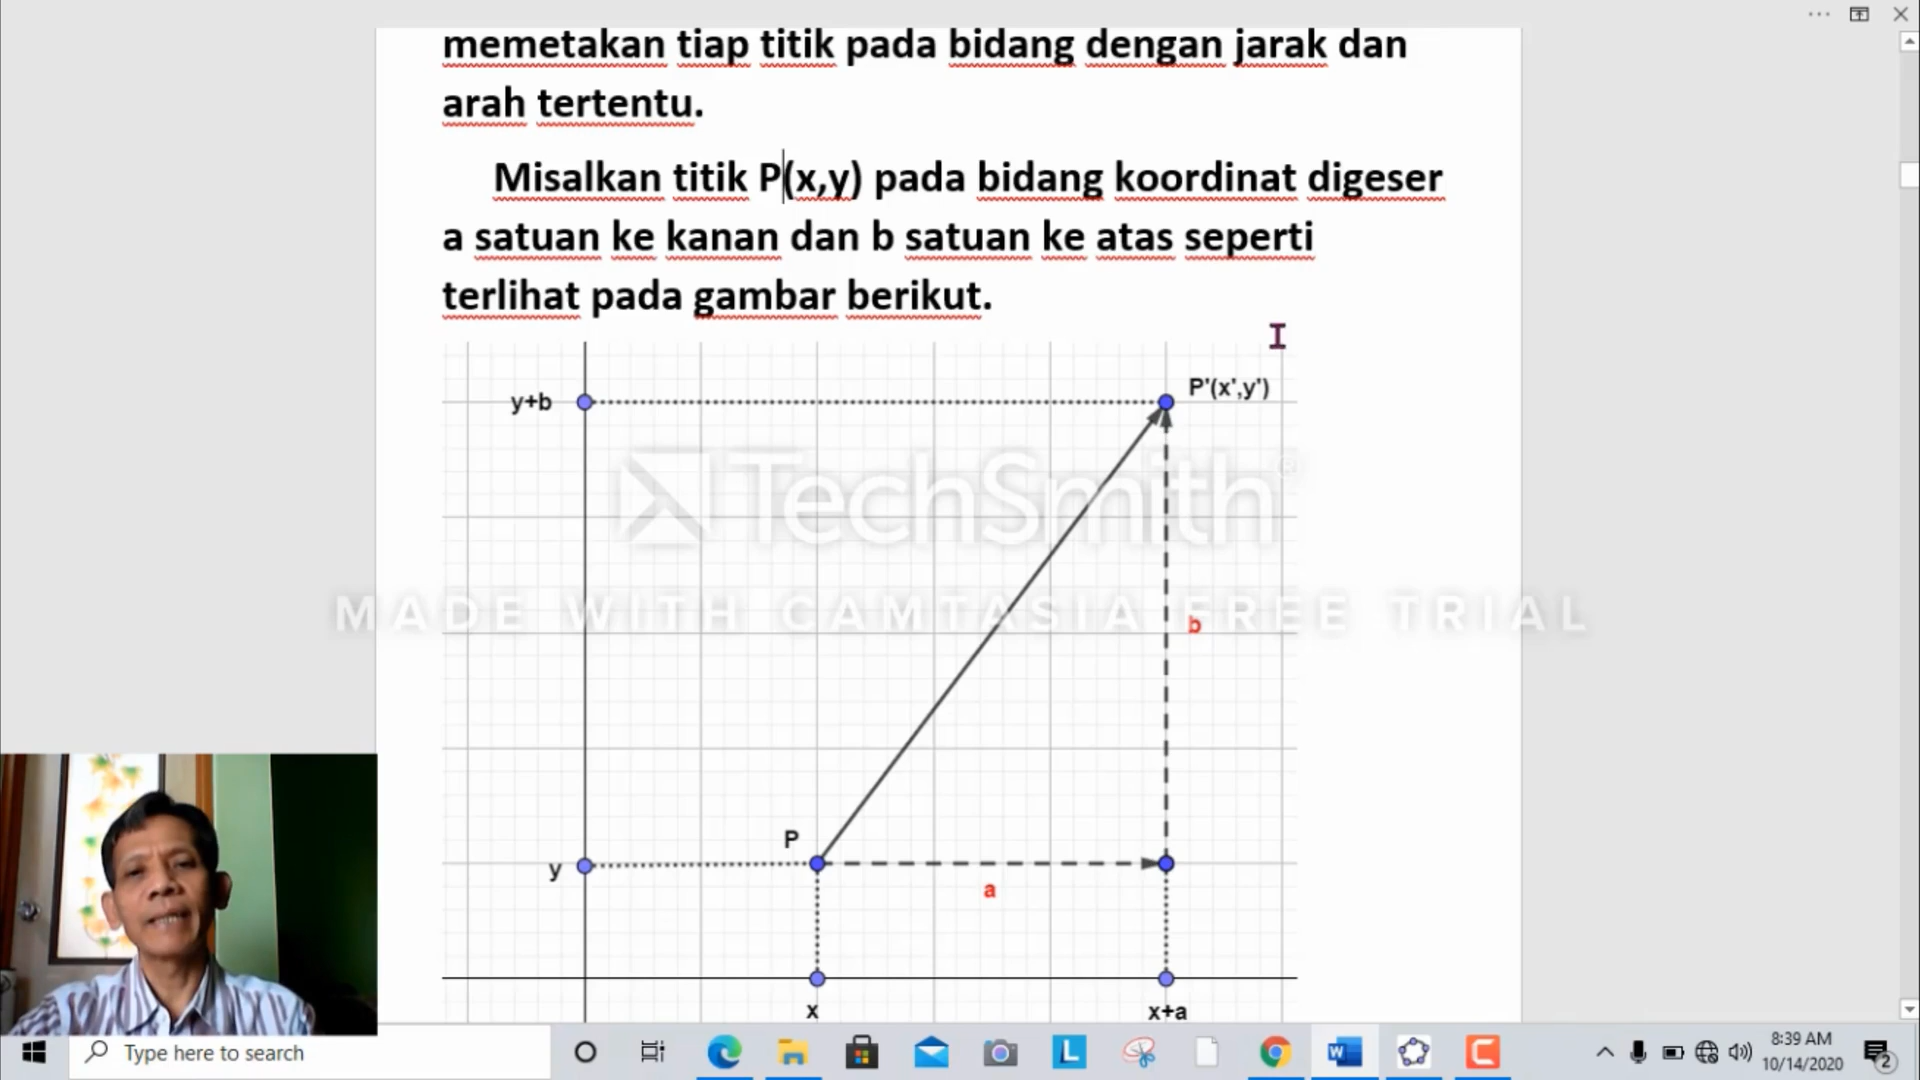 memetakan tiap titik pada bidang dengan jarak dan
arah tertentu.
Misalkan titik P(x,y) pada bidang koordinat digeser
a satuan ke kanan dan b satuan ke atas seperti
terlihat pada gambar berikut.
P'(x',y')
y+b
TechSmith®
MADE WITH CAMTASIA FREE TRIAL
b
P
y
a
x
x+a
Type here to search
8:39 AM
10/14/2020
2